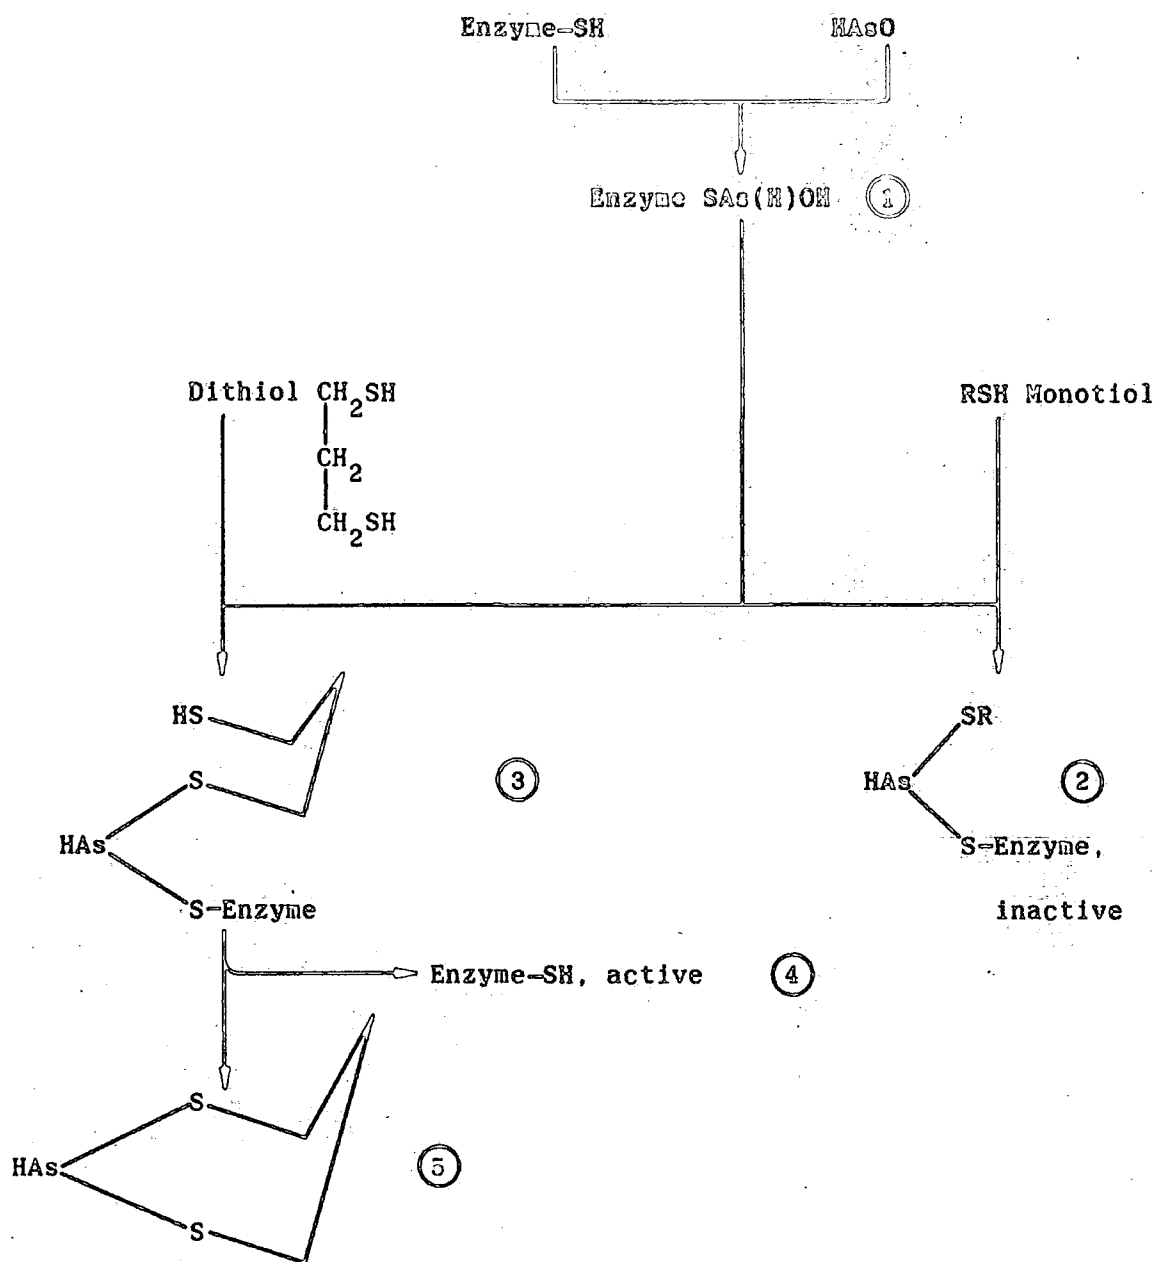 Enzyme-SH HAsO
Enzyme SAs(H)OH 1
Dithiol CH2SH
CH2
CH2SH
RSH Monotiol
HS
S
HAs
S-Enzyme
3
SR
HAs
S-Enzyme,
inactive
2
Enzyme-SH, active 4
S
HAs
S
5